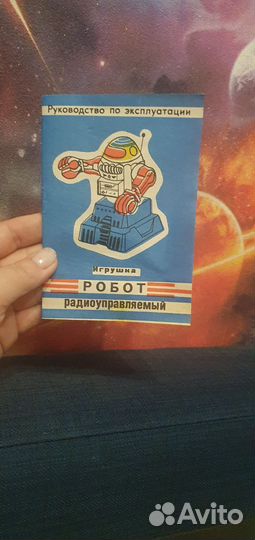 Руководство по эксплуатации
Игрушка
РОБОТ
радиоуправляемый
Avito